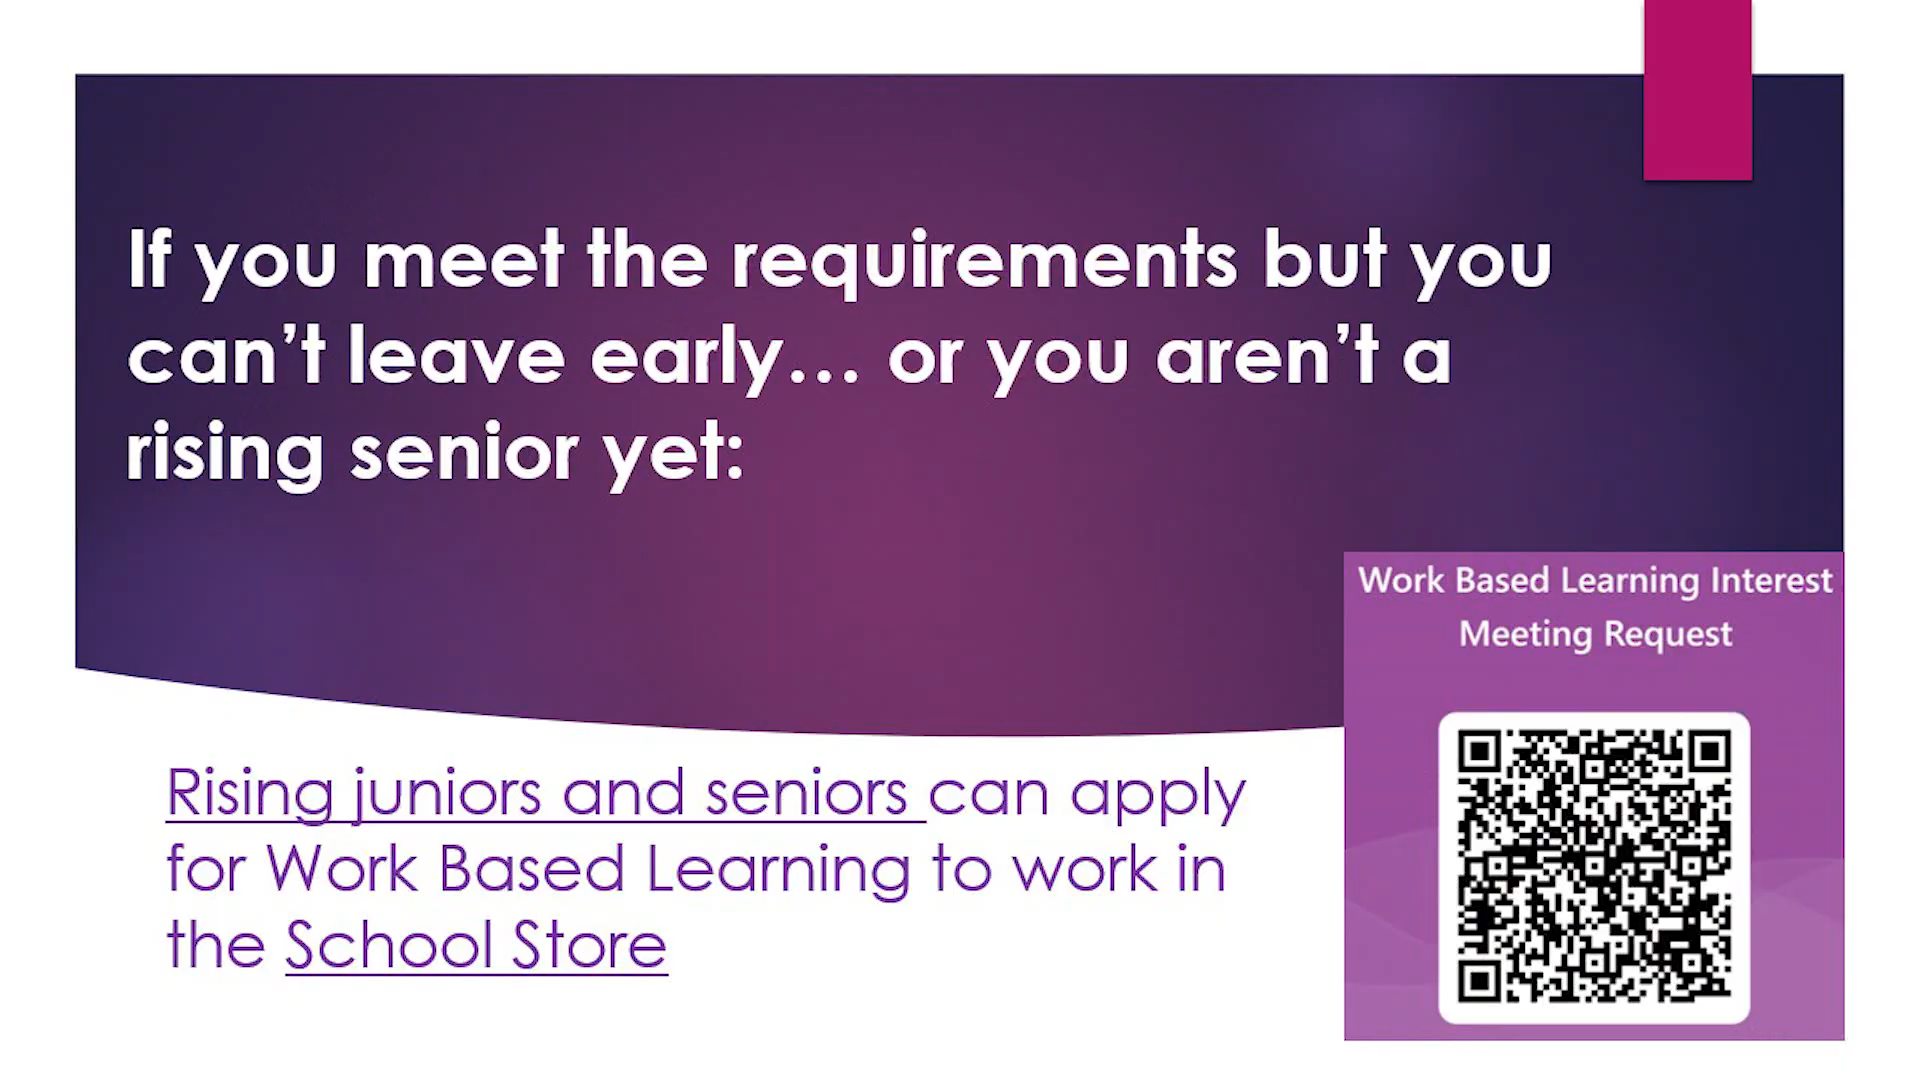 If you meet the requirements but you
can’t leave early… or you aren’t a
rising senior yet:
Work Based Learning Interest
Meeting Request
Rising juniors and seniors can apply
for Work Based Learning to work in
the School Store